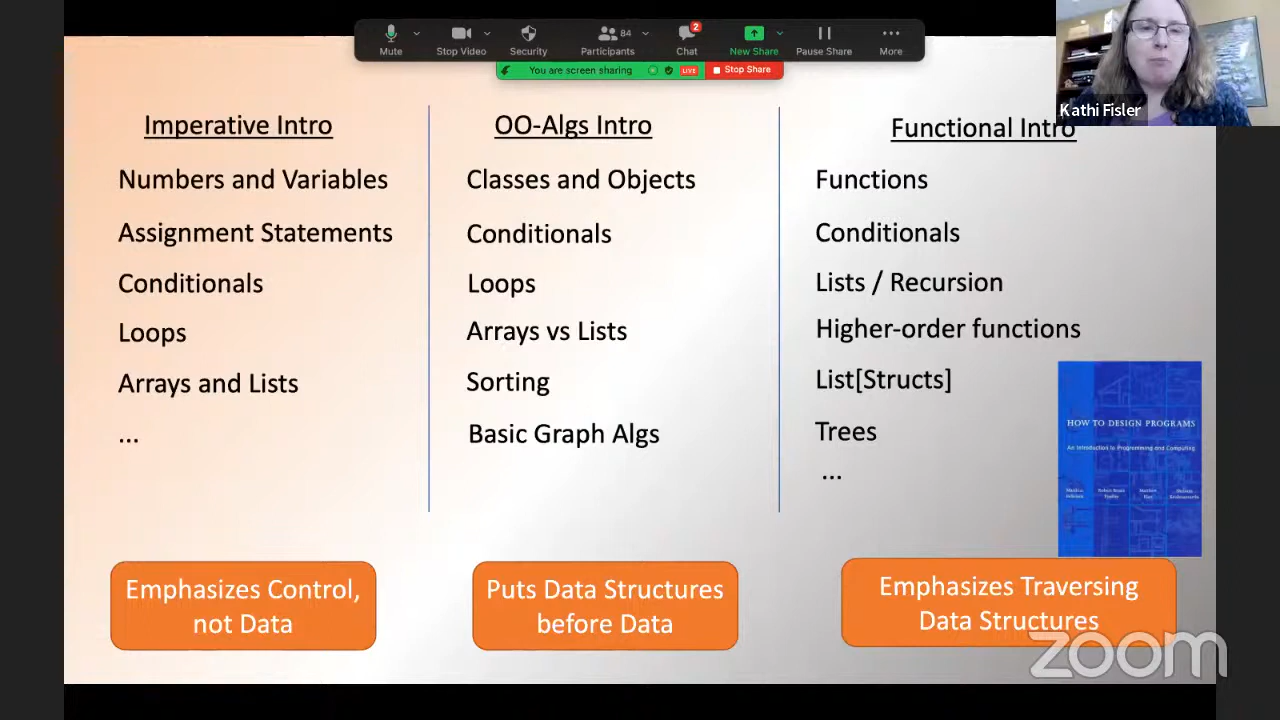 2
84
Mute
Stop Video
Security
Participants
Chat
New Share
Pause Share
More
You are screen sharing
LIVE
Stop Share
Kathi Fisler
Imperative Intro
Numbers and Variables
Assignment Statements
Conditionals
Loops
Arrays and Lists
...
Emphasizes Control,
not Data
OO-Algs Intro
Classes and Objects
Conditionals
Loops
Arrays vs Lists
Sorting
Basic Graph Algs
Puts Data Structures
before Data
Functional Intro
Functions
Conditionals
Lists / Recursion
Higher-order functions
List[Structs]
Trees
...
HOW TO DESIGN PROGRAMS
An Introduction to Programming and Computing
Emphasizes Traversing
Data Structures
zoom